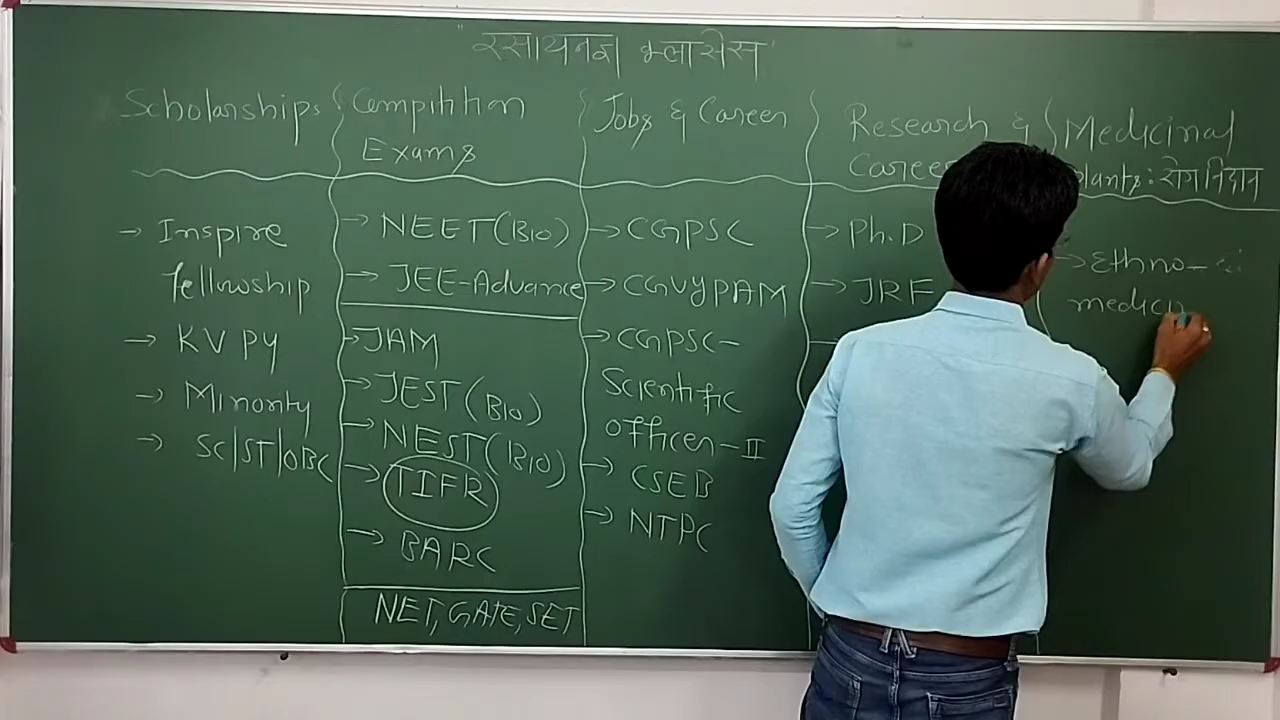 "रसायनज्ञ क्लासेस"
Scholarships
→ Inspire
fellowship
→ KVPY
→ Minority
→ SC|ST|OBC
Compitition
Exams
→ NEET(Bio)
→ JEE-Advance
→ JAM
→ JEST(Bio)
→ NEST(Bio)
→ TIFR
→ BARC
NET, GATE, SET
Jobs & Career
→ CGPSC
→ CGVYPAM
→ CGPSC-
Scientific
Officer-II
→ CSEB
→ NTPC
Research &
Career
→ Ph.D
→ JRF
Medicinal
Plants: रोग निदान
→ Ethno-
medici